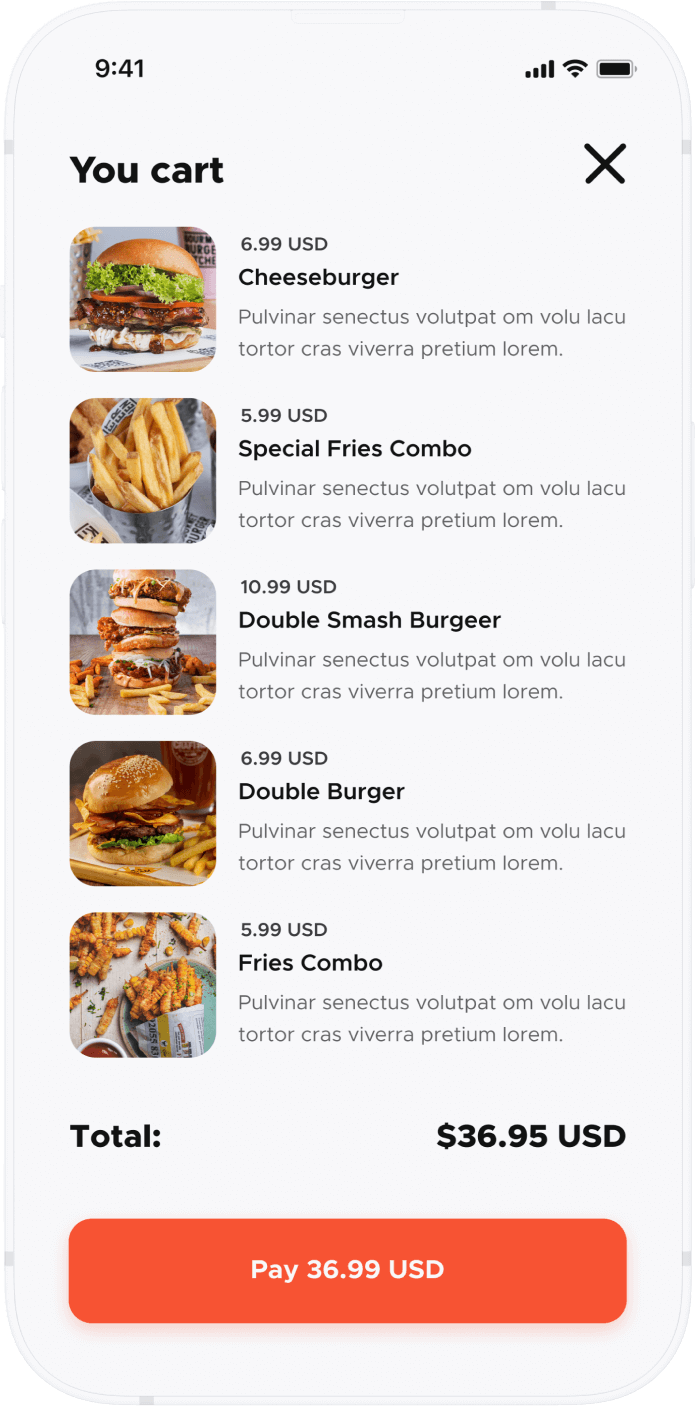 9:41
You cart
6.99 USD
Cheeseburger
Pulvinar senectus volutpat om volu lacu
tortor cras viverra pretium lorem.
5.99 USD
Special Fries Combo
Pulvinar senectus volutpat om volu lacu
tortor cras viverra pretium lorem.
10.99 USD
Double Smash Burgeer
Pulvinar senectus volutpat om volu lacu
tortor cras viverra pretium lorem.
6.99 USD
Double Burger
Pulvinar senectus volutpat om volu lacu
tortor cras viverra pretium lorem.
5.99 USD
Fries Combo
Pulvinar senectus volutpat om volu lacu
tortor cras viverra pretium lorem.
Total: $36.95 USD
Pay 36.99 USD